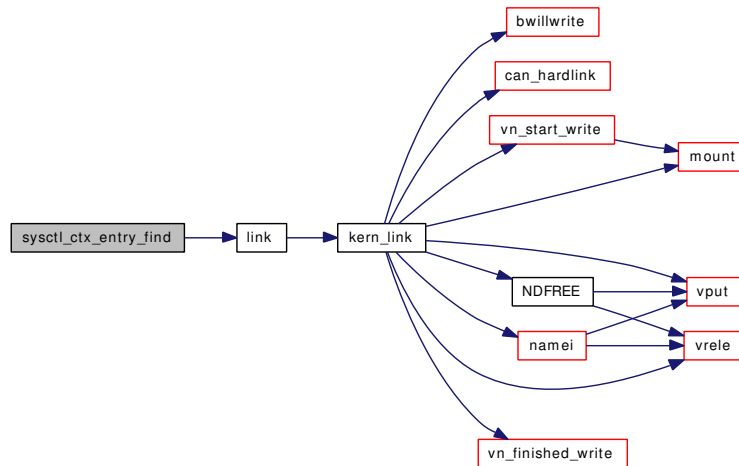 bwillwrite
can_hardlink
vn_start_write
mount
sysctl_ctx_entry_find
link
kern_link
NDFREE
vput
namei
vrele
vn_finished_write